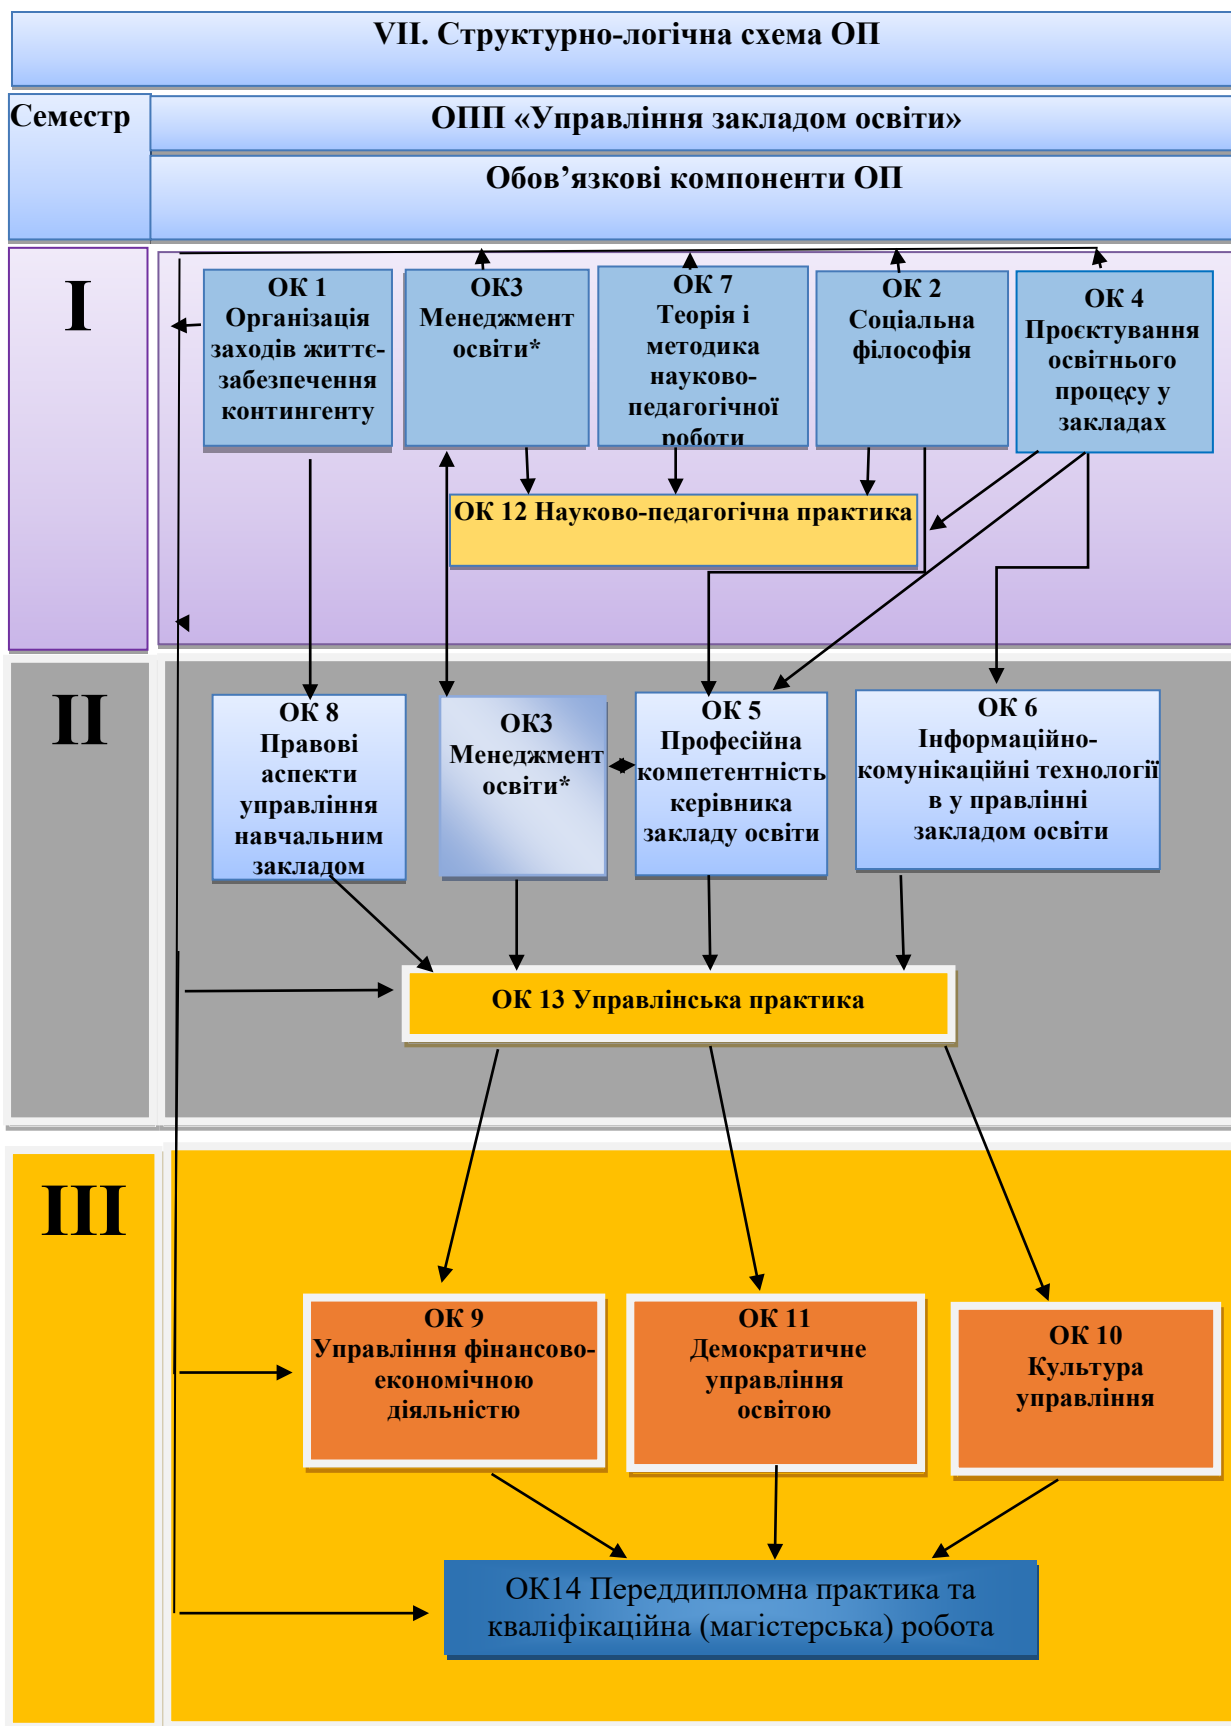 VII. Структурно-логічна схема ОП
Семестр
ОПП «Управління закладом освіти»
Обов’язкові компоненти ОП
I
ОК 1
Організація
заходів життє-
забезпечення
контингенту
ОК3
Менеджмент
освіти*
ОК 7
Теорія і
методика
науково-
педагогічної
роботи
ОК 2
Соціальна
філософія
ОК 4
Проєктування
освітнього
процесу у
закладах
ОК 12 Науково-педагогічна практика
II
ОК 8
Правові
аспекти
управління
навчальним
закладом
ОК3
Менеджмент
освіти*
ОК 5
Професійна
компетентність
керівника
закладу освіти
ОК 6
Інформаційно-
комунікаційні технології
в у правлінні
закладом освіти
ОК 13 Управлінська практика
III
ОК 9
Управління фінансово-
економічною
діяльністю
ОК 11
Демократичне
управління
освітою
ОК 10
Культура
управління
ОК14 Переддипломна практика та
кваліфікаційна (магістерська) робота